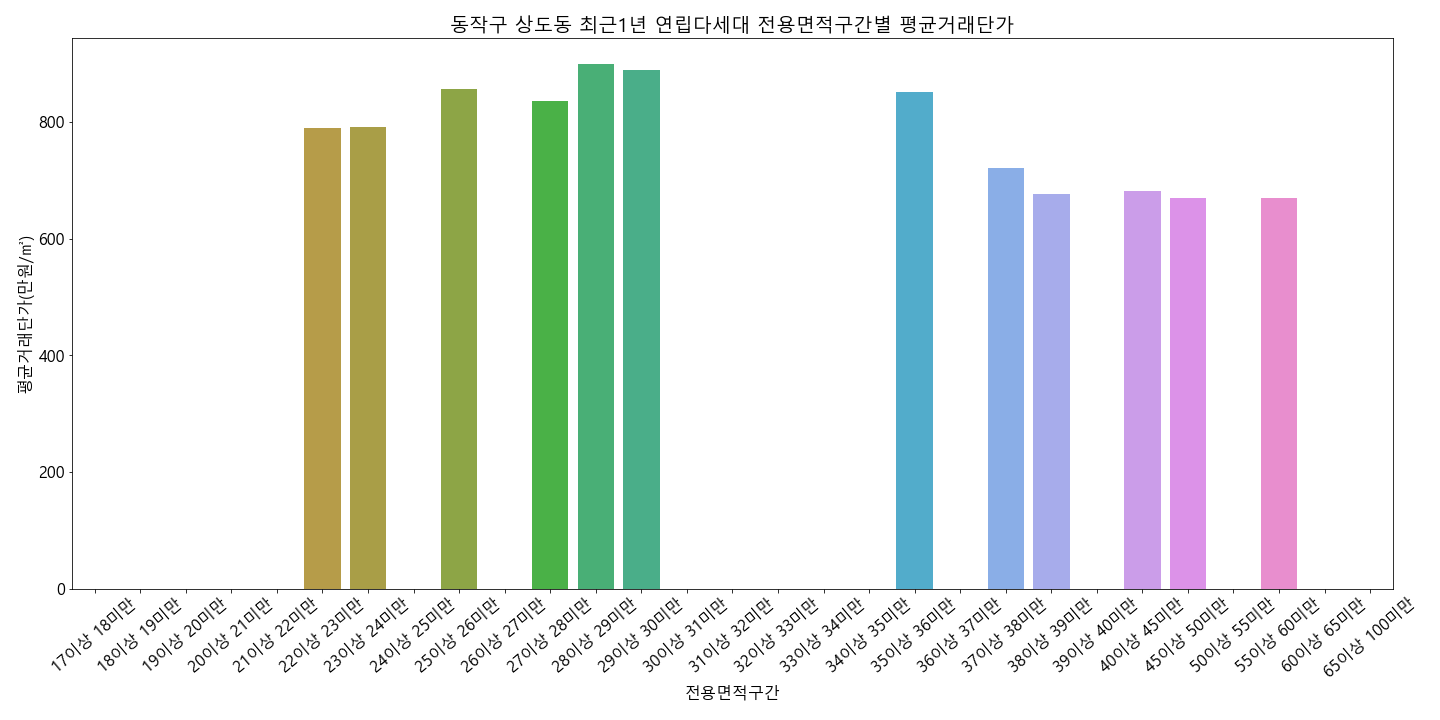 동작구 상도동 최근1년 연립다세대 전용면적구간별 평균거래단가
평균거래단가(만원/㎡)
800
600
400
200
0
17이상 18미만
18이상 19미만
19이상 20미만
20이상 21미만
21이상 22미만
22이상 23미만
23이상 24미만
24이상 25미만
25이상 26미만
26이상 27미만
27이상 28미만
28이상 29미만
29이상 30미만
30이상 31미만
31이상 32미만
32이상 33미만
33이상 34미만
34이상 35미만
35이상 36미만
36이상 37미만
37이상 38미만
38이상 39미만
39이상 40미만
40이상 45미만
45이상 50미만
50이상 55미만
55이상 60미만
60이상 65미만
65이상 100미만
전용면적구간